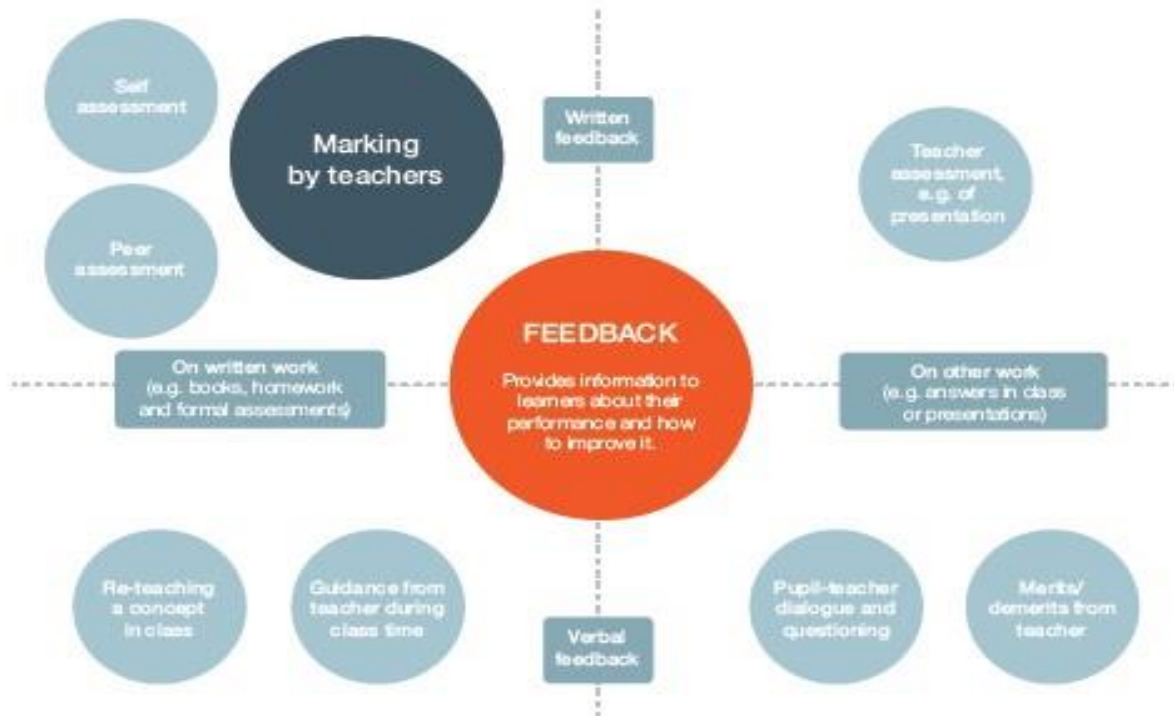 Self
assessment
Marking
by teachers
Written
feedback
Teacher
assessment,
e.g. of
presentation
Peer
assessment
FEEDBACK
Provides information to
learners about their
performance and how
to improve it.
On written work
(e.g. books, homework
and formal assessments)
On other work
(e.g. answers in class
or presentations)
Re-teaching
a concept
in class
Guidance from
teacher during
class time
Verbal
feedback
Pupil-teacher
dialogue and
questioning
Merits/
demerits from
teacher